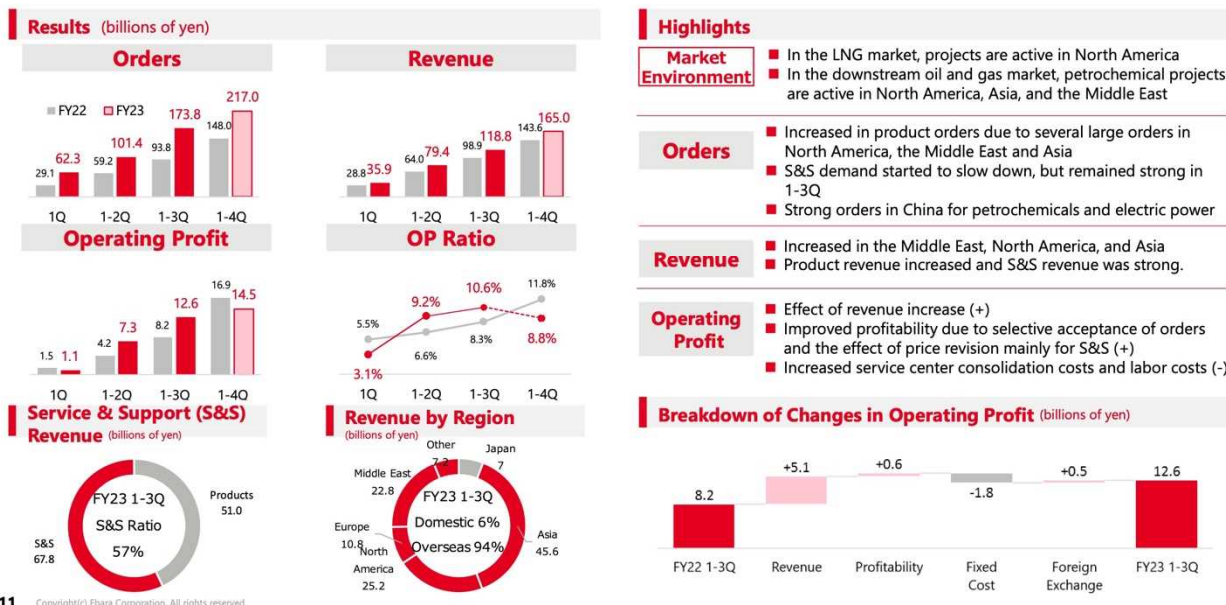 Results (billions of yen)
Orders
FY22 FY23
29.1 62.3 59.2 101.4 93.8 173.8 148.0 217.0
1Q 1-2Q 1-3Q 1-4Q
Revenue
28.8 35.9 64.0 79.4 98.9 118.8 143.6 165.0
1Q 1-2Q 1-3Q 1-4Q
Operating Profit
1.5 1.1 4.2 7.3 8.2 12.6 16.9 14.5
1Q 1-2Q 1-3Q 1-4Q
OP Ratio
5.5% 9.2% 10.6% 11.8%
3.1% 6.6% 8.3% 8.8%
1Q 1-2Q 1-3Q 1-4Q
Service & Support (S&S)
Revenue (billions of yen)
FY23 1-3Q
S&S Ratio
57%
Products
51.0
S&S
67.8
Revenue by Region
(billions of yen)
Other
7.2
Japan
7
Middle East
22.8
Europe
10.8
North
America
25.2
Asia
45.6
FY23 1-3Q
Domestic 6%
Overseas 94%
Highlights
Market
Environment
In the LNG market, projects are active in North America
In the downstream oil and gas market, petrochemical projects
are active in North America, Asia, and the Middle East
Orders
Increased in product orders due to several large orders in
North America, the Middle East and Asia
S&S demand started to slow down, but remained strong in
1-3Q
Strong orders in China for petrochemicals and electric power
Revenue
Increased in the Middle East, North America, and Asia
Product revenue increased and S&S revenue was strong.
Operating
Profit
Effect of revenue increase (+)
Improved profitability due to selective acceptance of orders
and the effect of price revision mainly for S&S (+)
Increased service center consolidation costs and labor costs (-)
Breakdown of Changes in Operating Profit (billions of yen)
8.2 +5.1 +0.6 -1.8 +0.5 12.6
FY22 1-3Q Revenue Profitability Fixed
Cost Foreign
Exchange FY23 1-3Q
11 Copyright(c) Ebara Corporation. All rights reserved